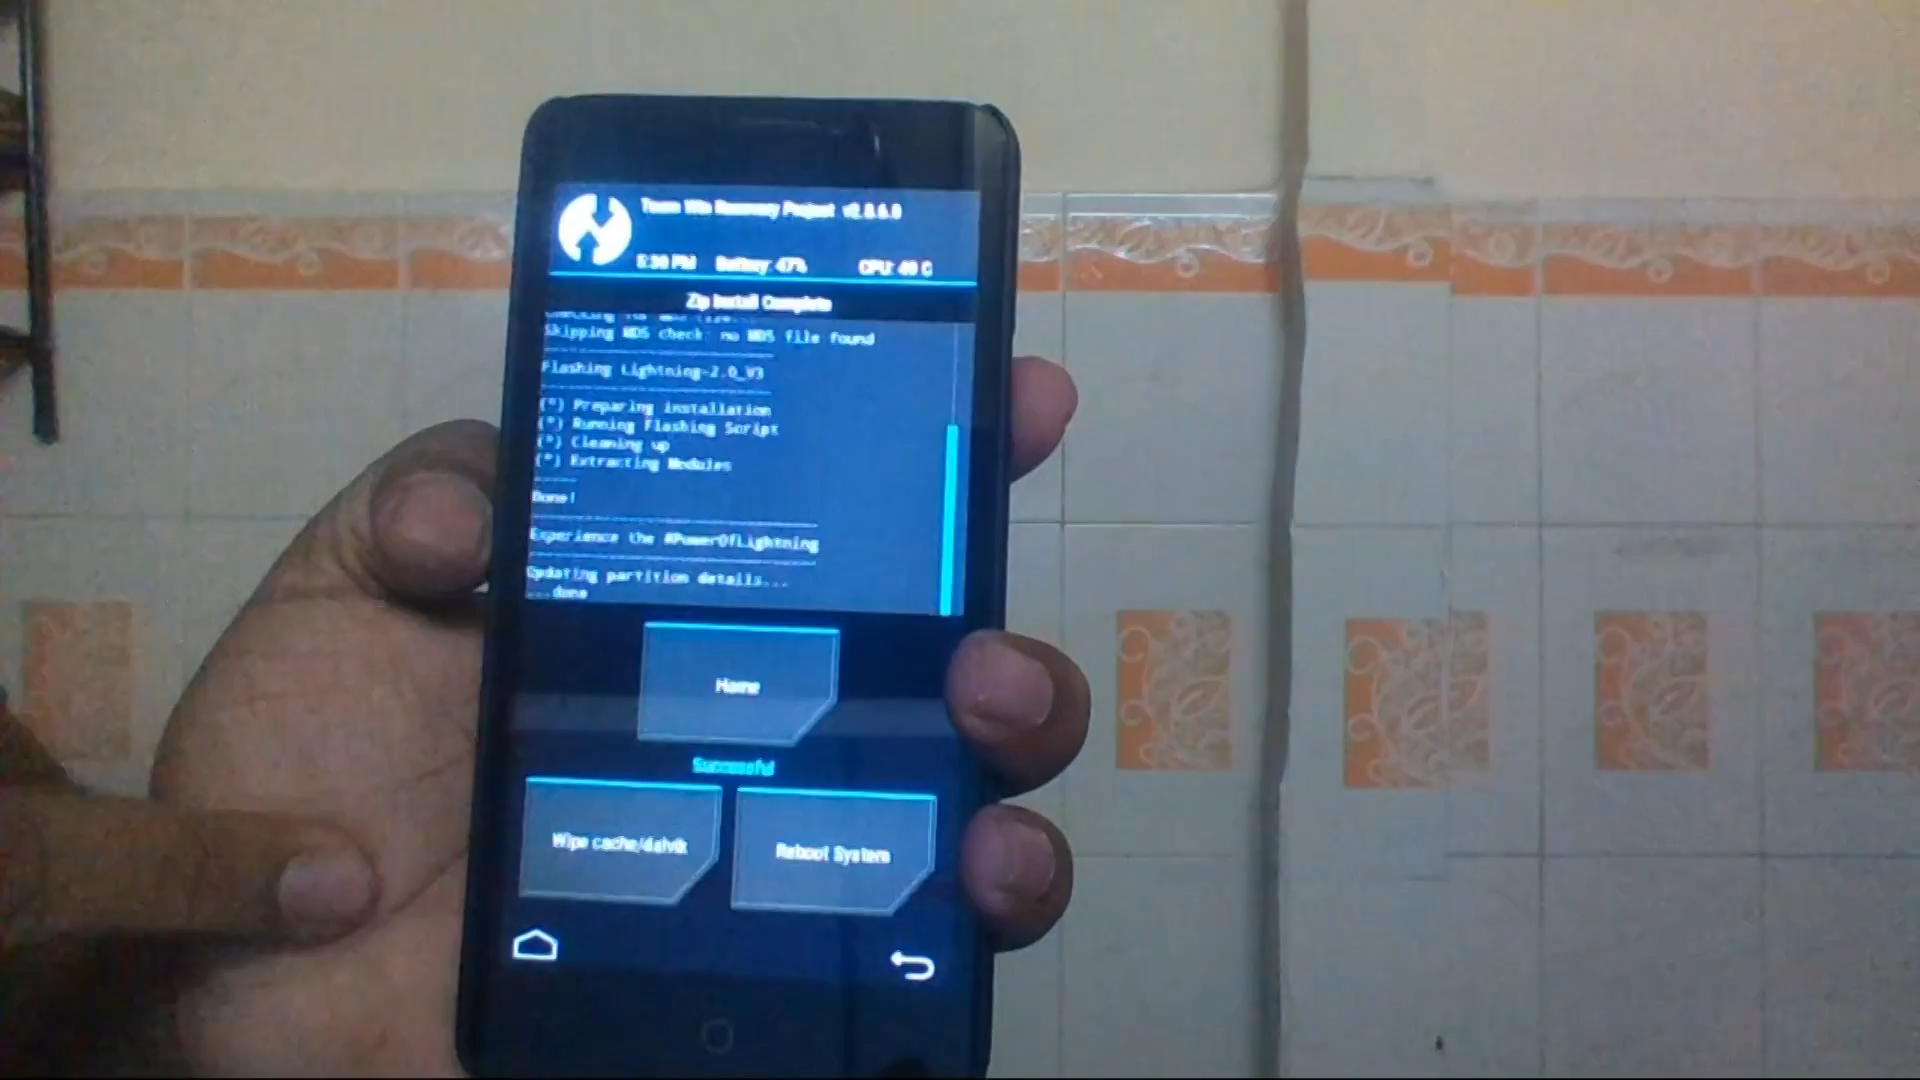 Team Win Recovery Project v2.8.6.0
5:30 PM Battery: 47% CPU: 40 C
Zip Install Complete
Skipping MD5 check: no MD5 file found
Flashing Lightning-2.0_V3
(*) Preparing installation
(*) Running Flashing Script
(*) Cleaning up
(*) Extracting Modules
Done!
Experience the #PowerOfLightning
Updating partition details...
...done
Home
Successful
Wipe cache/dalvik
Reboot System